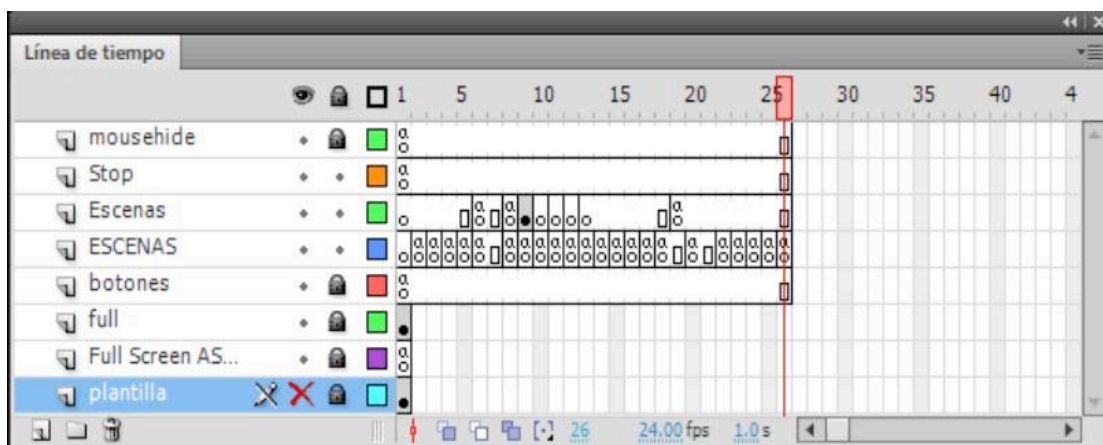 Línea de tiempo
1 5 10 15 20 25 30 35 40 4
mousehide
Stop
Escenas
ESCENAS
botones
full
Full Screen AS...
plantilla
26 24.00 fps 1.0 s